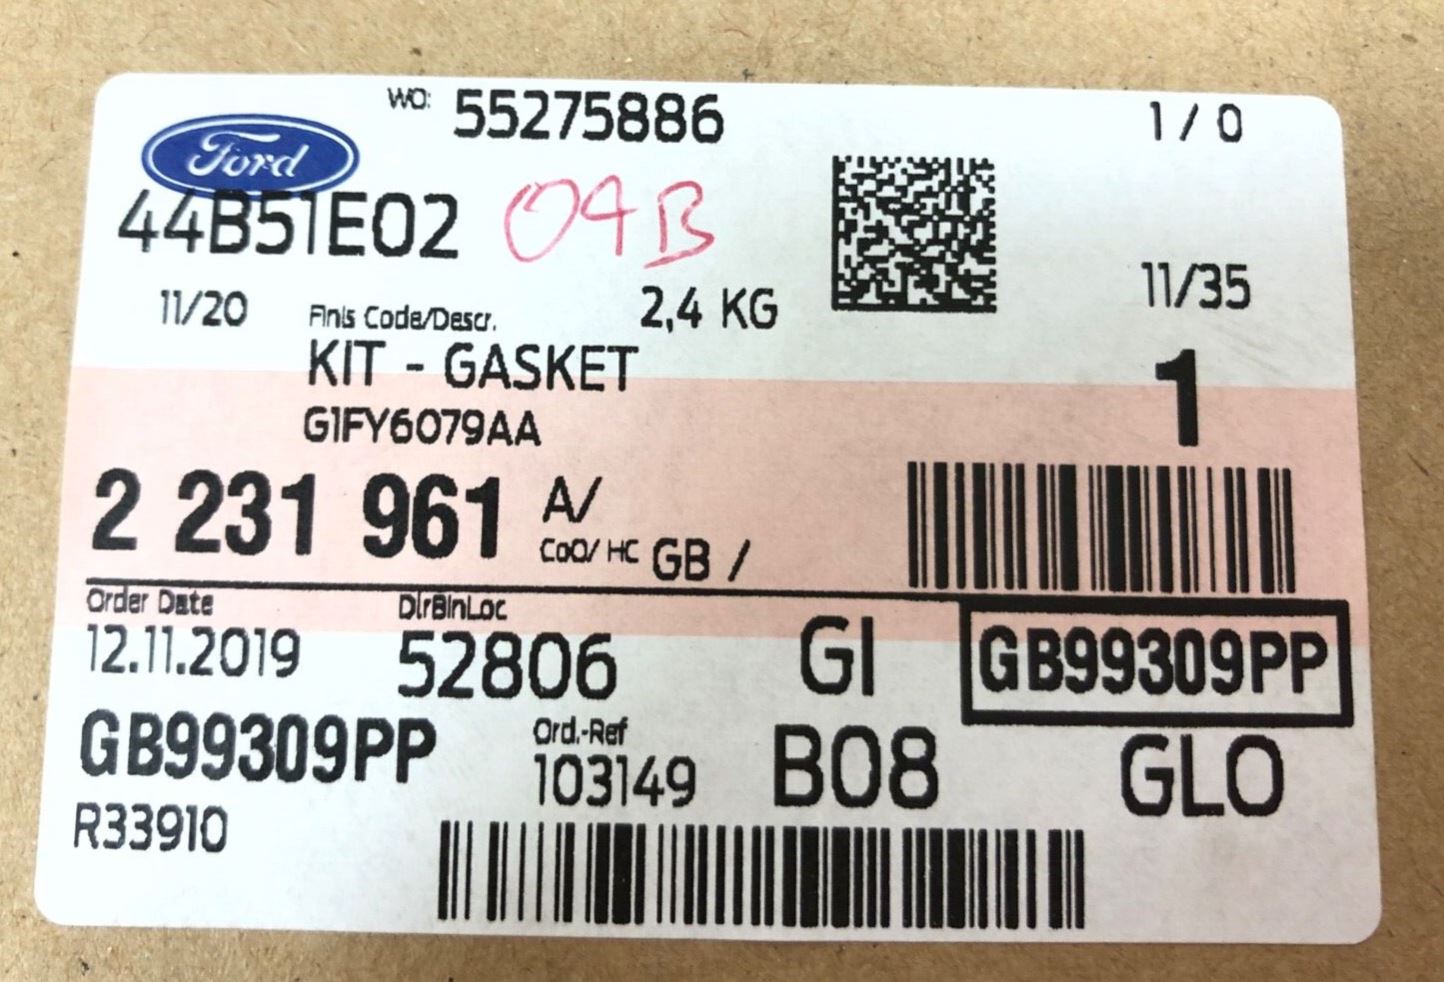 WO: 55275886 1 / 0
Ford
44B51E02 04B
11/20 Finis Code/Descr. 2,4 KG 11/35
KIT - GASKET 1
G1FY6079AA
2 231 961 A/
CoO/ HC GB /
Order Date DlrBinLoc
12.11.2019 52806 GI GB99309PP
GB99309PP Ord.-Ref
103149 B08 GLO
R33910